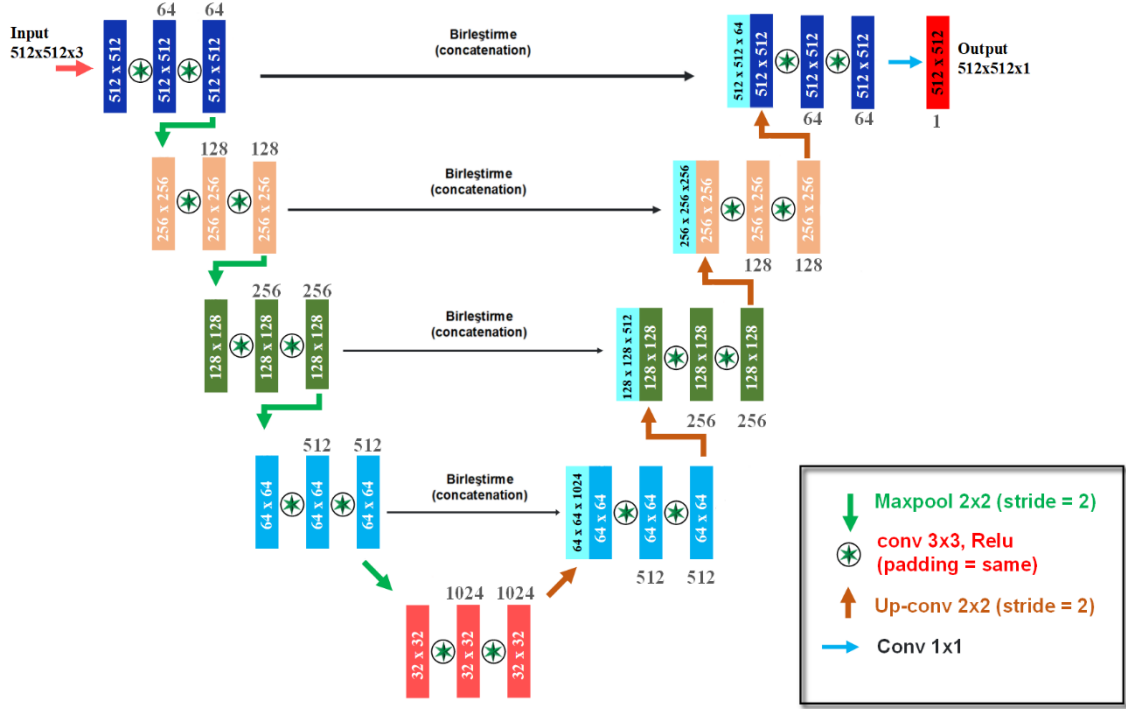 Input
512x512x3
64
64
512 x 512
512 x 512
512 x 512
Birleştirme
(concatenation)
512 x 512 x 64
512 x 512
512 x 512
512 x 512
64
64
512 x 512
1
Output
512x512x1
128
128
256 x 256
256 x 256
256 x 256
Birleştirme
(concatenation)
256 x 256 x256
256 x 256
256 x 256
256 x 256
128
128
256
256
128 x 128
128 x 128
128 x 128
Birleştirme
(concatenation)
128 x 128 x 512
128 x 128
128 x 128
128 x 128
256
256
512
512
64 x 64
64 x 64
64 x 64
Birleştirme
(concatenation)
64 x 64 x 1024
64 x 64
64 x 64
64 x 64
512
512
1024
1024
32 x 32
32 x 32
32 x 32
Maxpool 2x2 (stride = 2)
conv 3x3, Relu
(padding = same)
Up-conv 2x2 (stride = 2)
Conv 1x1